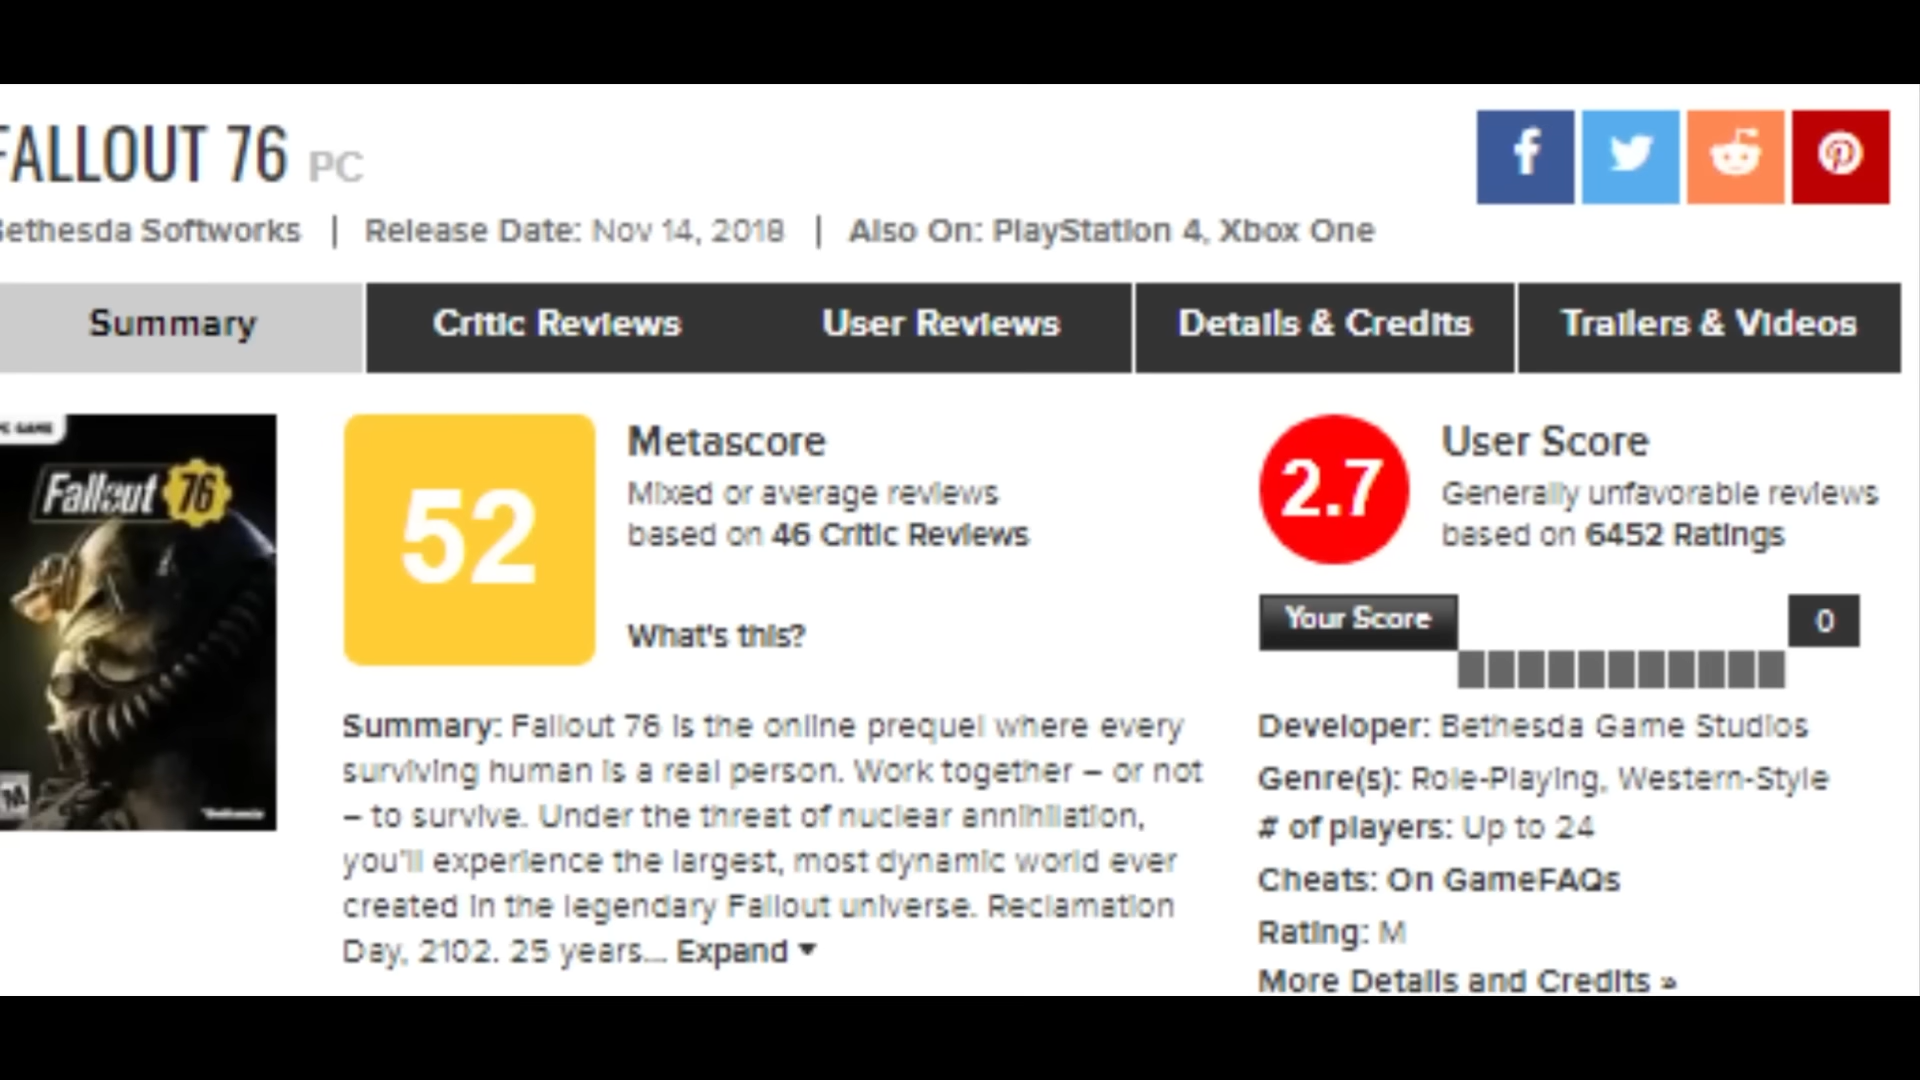 FALLOUT 76 PC
Bethesda Softworks | Release Date: Nov 14, 2018 | Also On: PlayStation 4, Xbox One
Summary Critic Reviews User Reviews Details & Credits Trailers & Videos
PC GAME
Fallout 76
M
Bethesda
52
Metascore
Mixed or average reviews
based on 46 Critic Reviews
What's this?
2.7
User Score
Generally unfavorable reviews
based on 6452 Ratings
Your Score 0
Summary: Fallout 76 is the online prequel where every
surviving human is a real person. Work together – or not
– to survive. Under the threat of nuclear annihilation,
you'll experience the largest, most dynamic world ever
created in the legendary Fallout universe. Reclamation
Day, 2102. 25 years... Expand
Developer: Bethesda Game Studios
Genre(s): Role-Playing, Western-Style
# of players: Up to 24
Cheats: On GameFAQs
Rating: M
More Details and Credits »